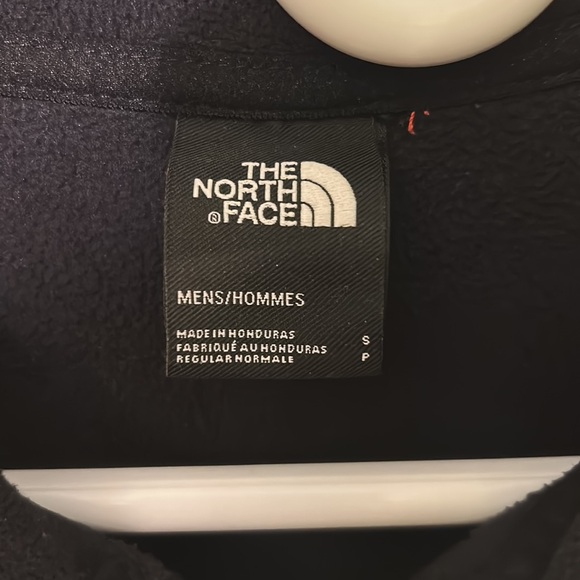 THE
NORTH
® FACE
MENS/HOMMES
MADE IN HONDURAS
FABRIQUÉ AU HONDURAS
REGULAR NORMALE
S
P